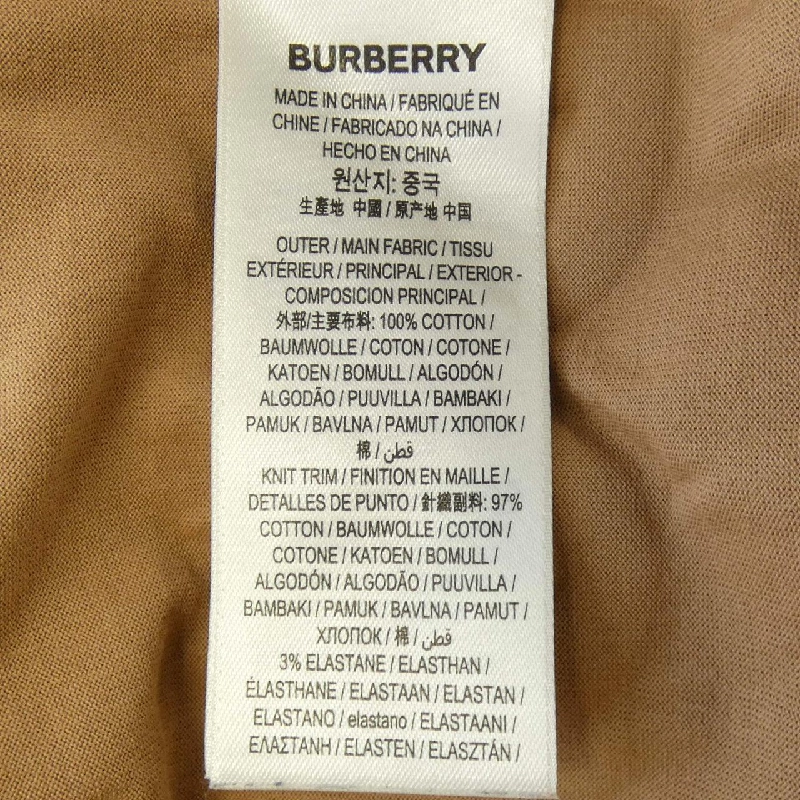 BURBERRY
MADE IN CHINA / FABRIQUÉ EN
CHINE / FABRICADO NA CHINA /
HECHO EN CHINA
원산지: 중국
生產地 中國 / 原产地 中国
OUTER / MAIN FABRIC / TISSU
EXTÉRIEUR / PRINCIPAL / EXTERIOR -
COMPOSICION PRINCIPAL /
外部/主要布料: 100% COTTON /
BAUMWOLLE / COTON / COTONE /
KATOEN / BOMULL / ALGODÓN /
ALGODÃO / PUUVILLA / BAMBAKI /
PAMUK / BAVLNA / PAMUT / ХЛОПОК /
棉 / قطن
KNIT TRIM / FINITION EN MAILLE /
DETALLES DE PUNTO / 針織副料: 97%
COTTON / BAUMWOLLE / COTON /
COTONE / KATOEN / BOMULL /
ALGODÓN / ALGODÃO / PUUVILLA /
BAMBAKI / PAMUK / BAVLNA / PAMUT /
ХЛОПОК / 棉 / قطن
3% ELASTANE / ELASTHAN /
ÉLASTHANE / ELASTAAN / ELASTAN /
ELASTANO / elastano / ELASTAANI /
ΕΛΑΣΤΑΝΗ / ELASTEN / ELASZTÁN /